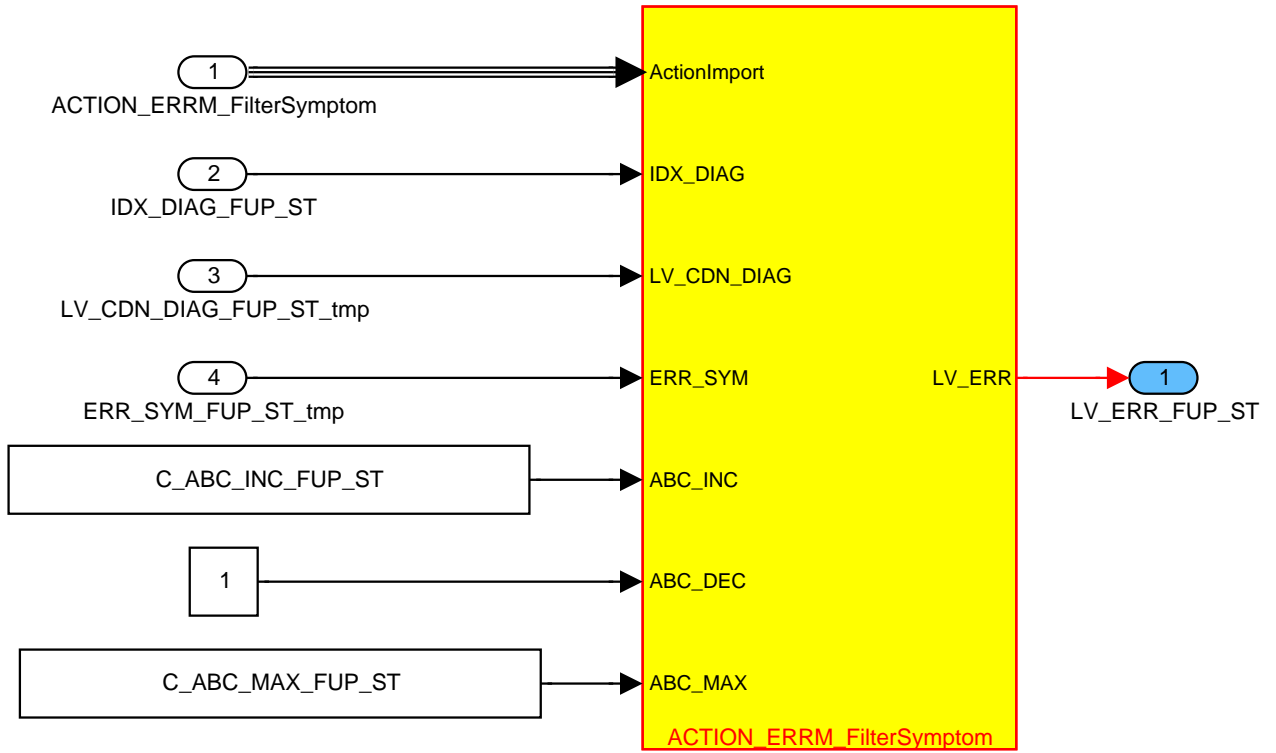 1
ActionImport
ACTION_ERRM_FilterSymptom
2
IDX_DIAG
IDX_DIAG_FUP_ST
3
LV_CDN_DIAG
LV_CDN_DIAG_FUP_ST_tmp
4
ERR_SYM
LV_ERR
1
ERR_SYM_FUP_ST_tmp
LV_ERR_FUP_ST
C_ABC_INC_FUP_ST
ABC_INC
1
ABC_DEC
C_ABC_MAX_FUP_ST
ABC_MAX
ACTION_ERRM_FilterSymptom